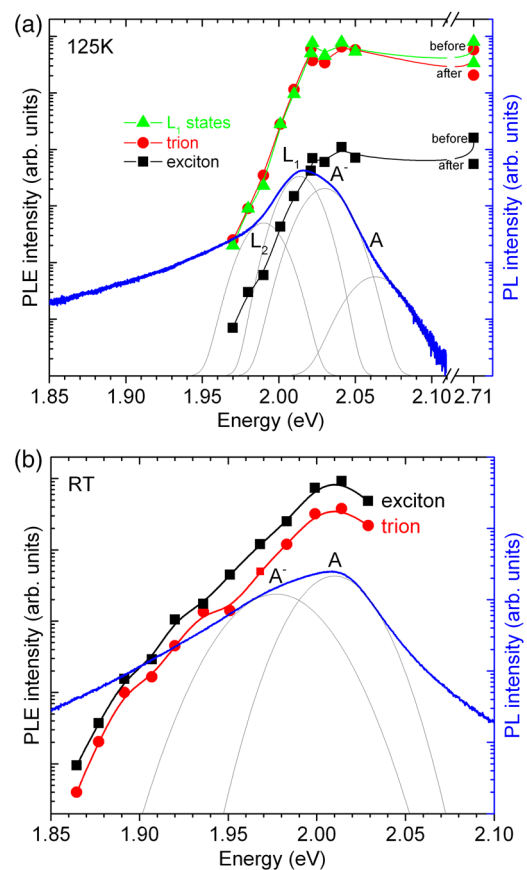 (a)
125K
before
after
L₁ states
trion
exciton
before
after
L₁
A⁻
L₂
A
PLE intensity (arb. units)
PL intensity (arb. units)
1.85 1.90 1.95 2.00 2.05 2.10 2.71
Energy (eV)
(b)
RT
exciton
trion
A⁻
A
PLE intensity (arb. units)
PL intensity (arb. units)
1.85 1.90 1.95 2.00 2.05 2.10
Energy (eV)